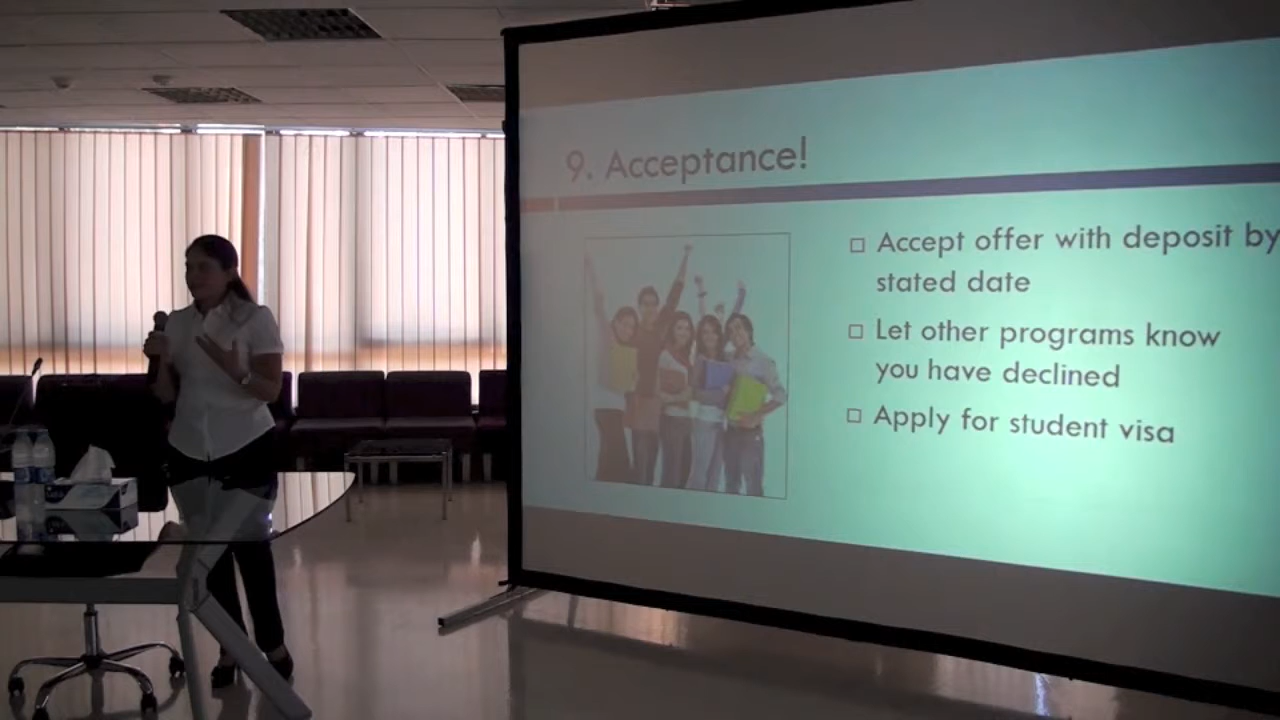 9. Acceptance!
Accept offer with deposit by
stated date
Let other programs know
you have declined
Apply for student visa